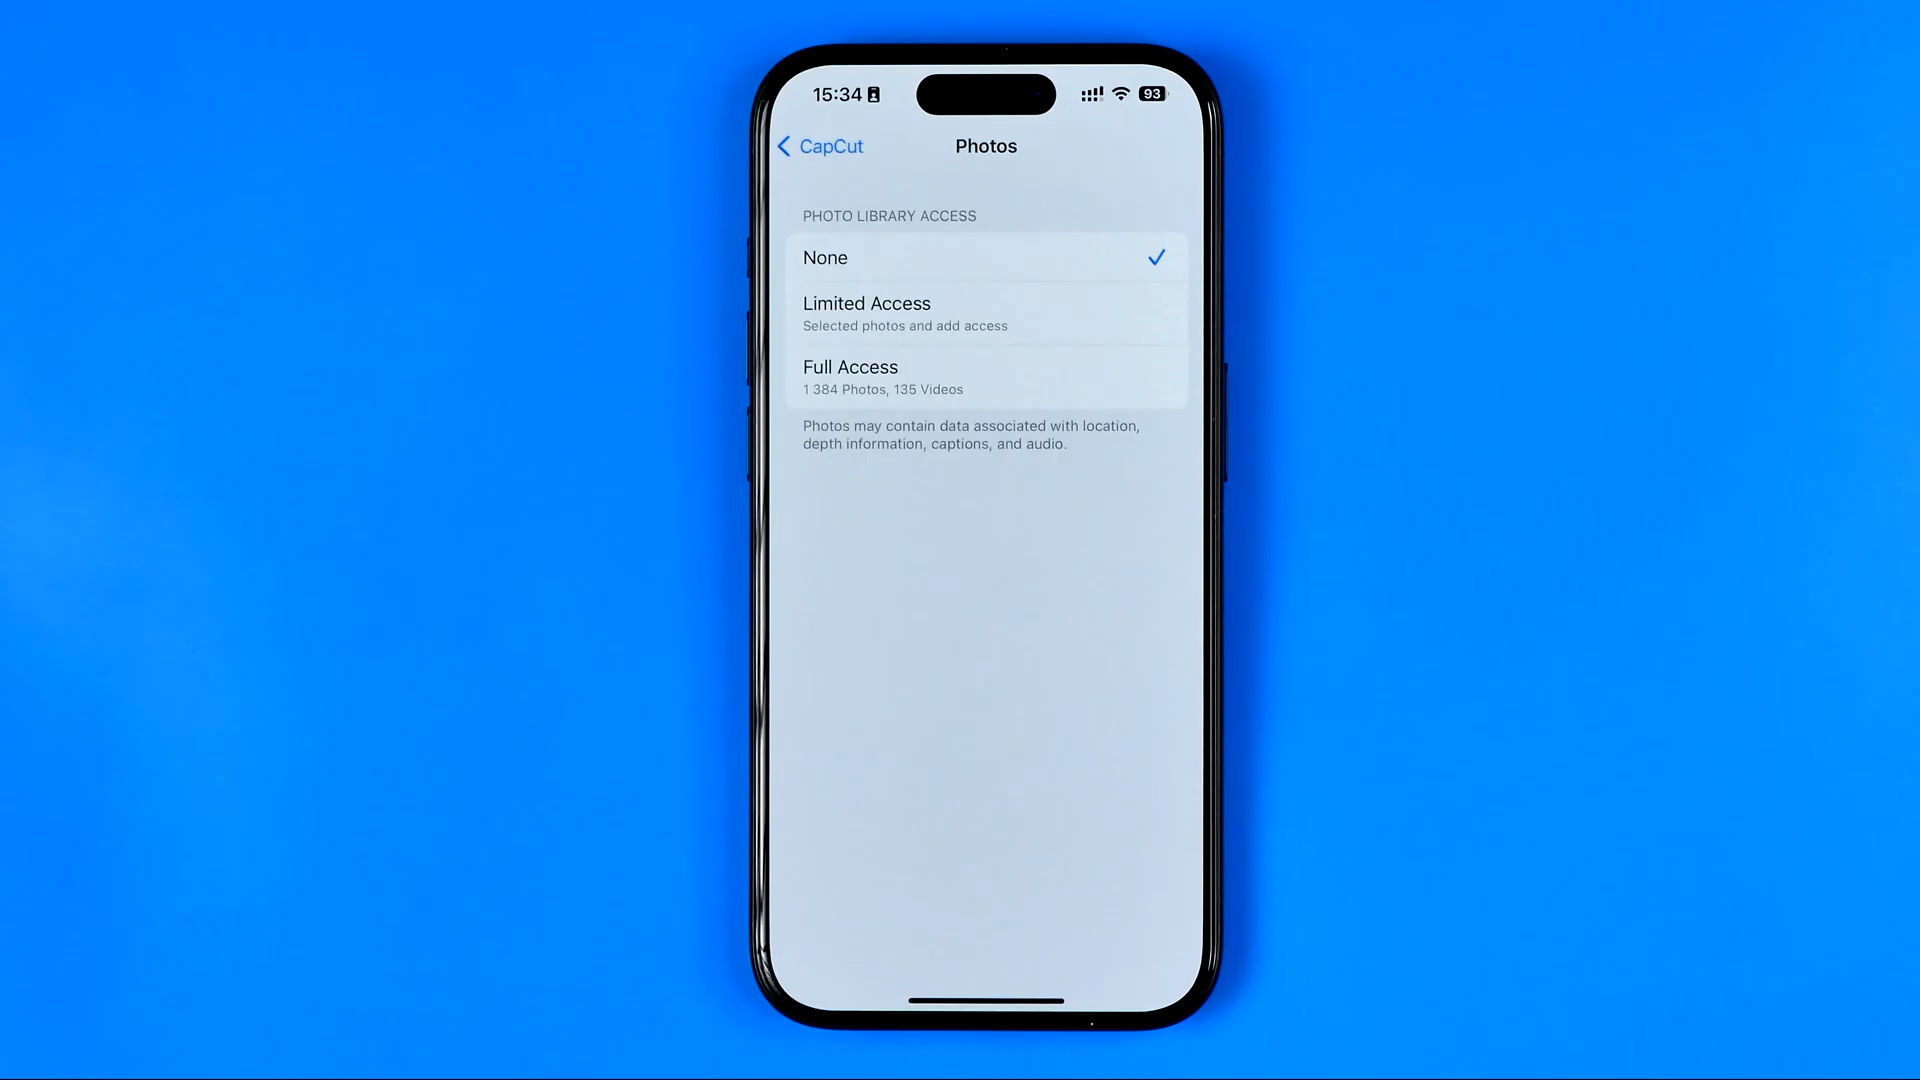 15:34
93
CapCut
Photos
PHOTO LIBRARY ACCESS
None
Limited Access
Selected photos and add access
Full Access
1 384 Photos, 135 Videos
Photos may contain data associated with location,
depth information, captions, and audio.